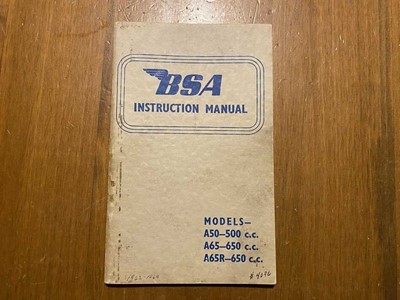 BSA
INSTRUCTION MANUAL
MODELS—
A50—500 c.c.
A65—650 c.c.
A65R—650 c.c.